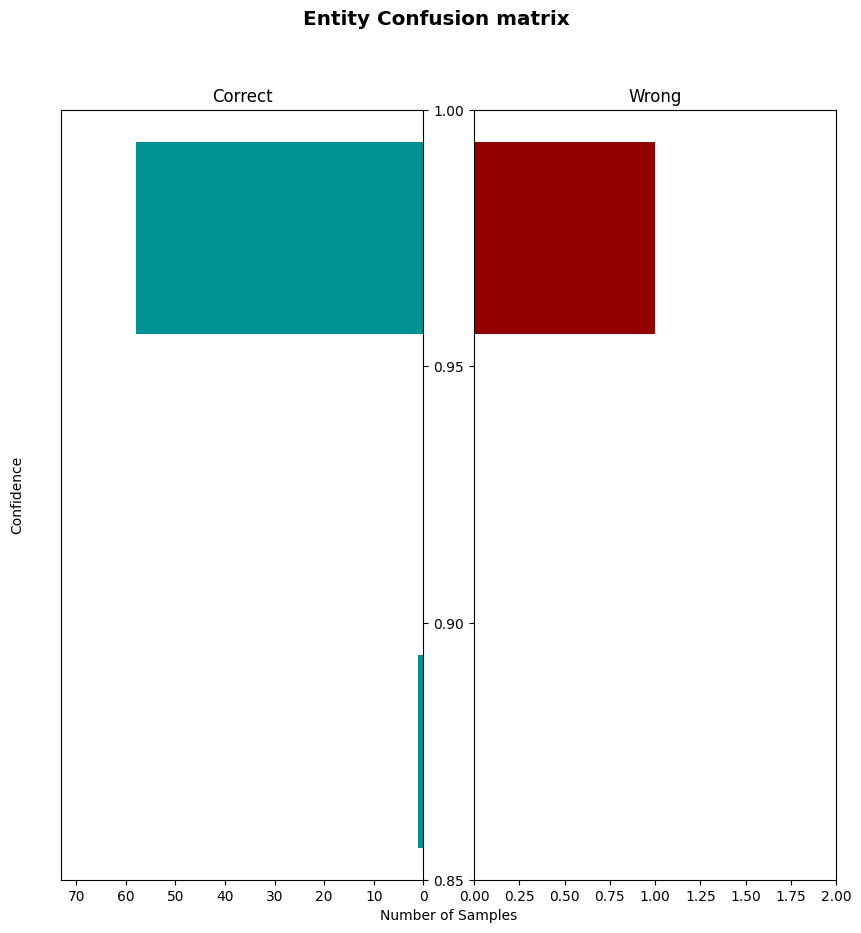 Entity Confusion matrix
Correct
Wrong
1.00
0.95
0.90
0.85
Confidence
70 60 50 40 30 20 10 0
0.00 0.25 0.50 0.75 1.00 1.25 1.50 1.75 2.00
Number of Samples